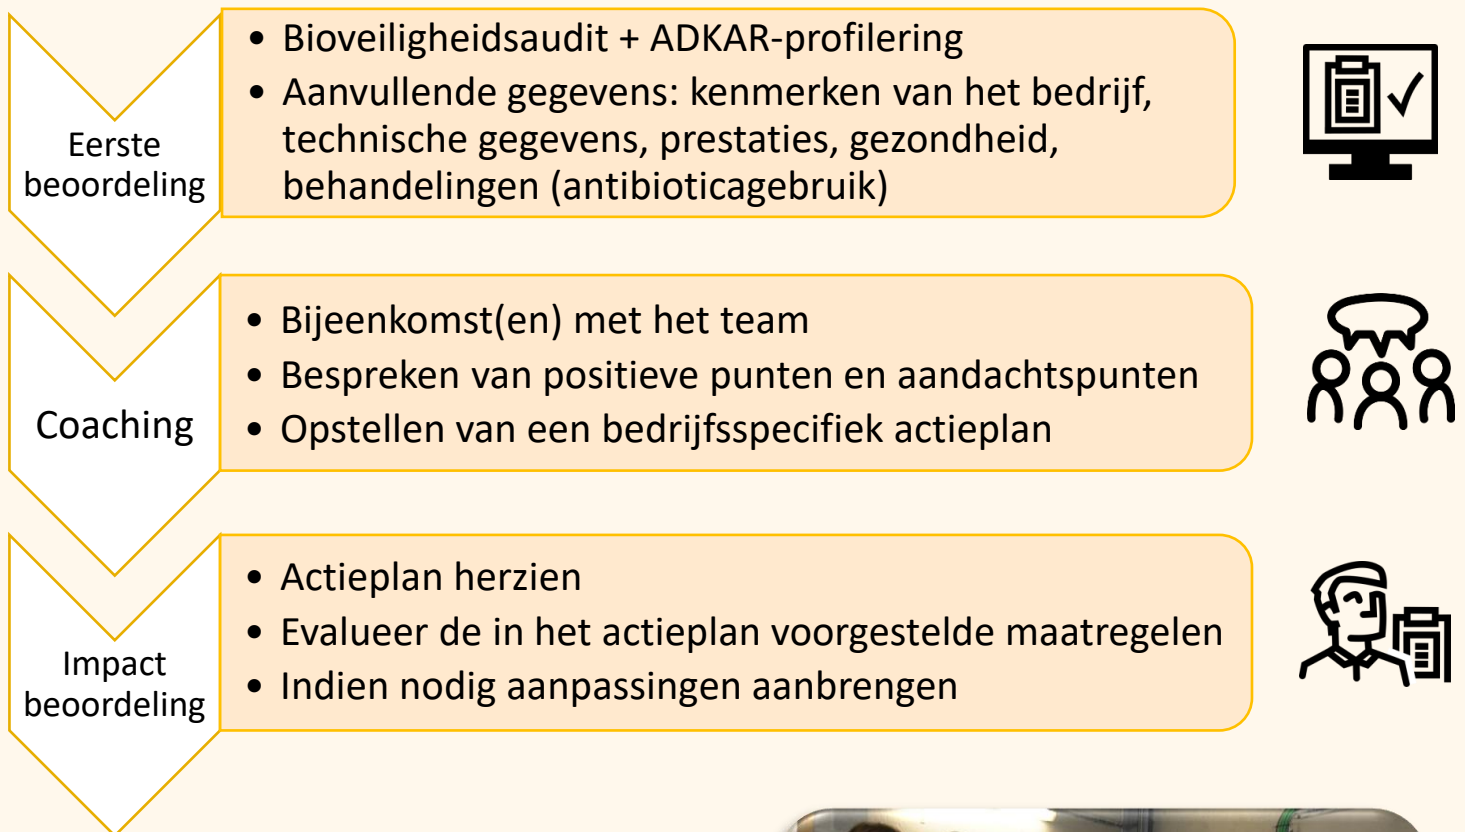 Eerste
beoordeling
• Bioveiligheidsaudit + ADKAR-profilering
• Aanvullende gegevens: kenmerken van het bedrijf,
technische gegevens, prestaties, gezondheid,
behandelingen (antibioticagebruik)
Coaching
• Bijeenkomst(en) met het team
• Bespreken van positieve punten en aandachtspunten
• Opstellen van een bedrijfsspecifiek actieplan
Impact
beoordeling
• Actieplan herzien
• Evalueer de in het actieplan voorgestelde maatregelen
• Indien nodig aanpassingen aanbrengen